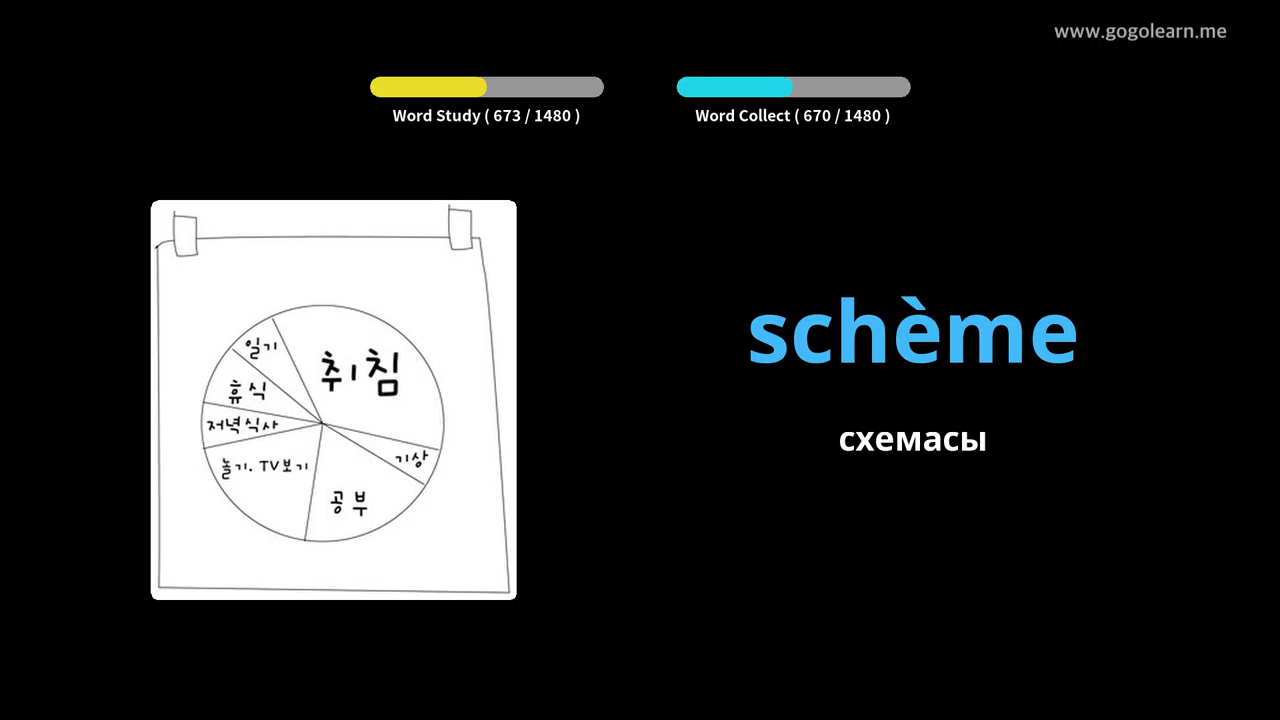 www.gogolearn.me
Word Study ( 673 / 1480 )
Word Collect ( 670 / 1480 )
일기
취침
휴식
저녁식사
놀기. TV보기
기상
공부
schème
схемасы